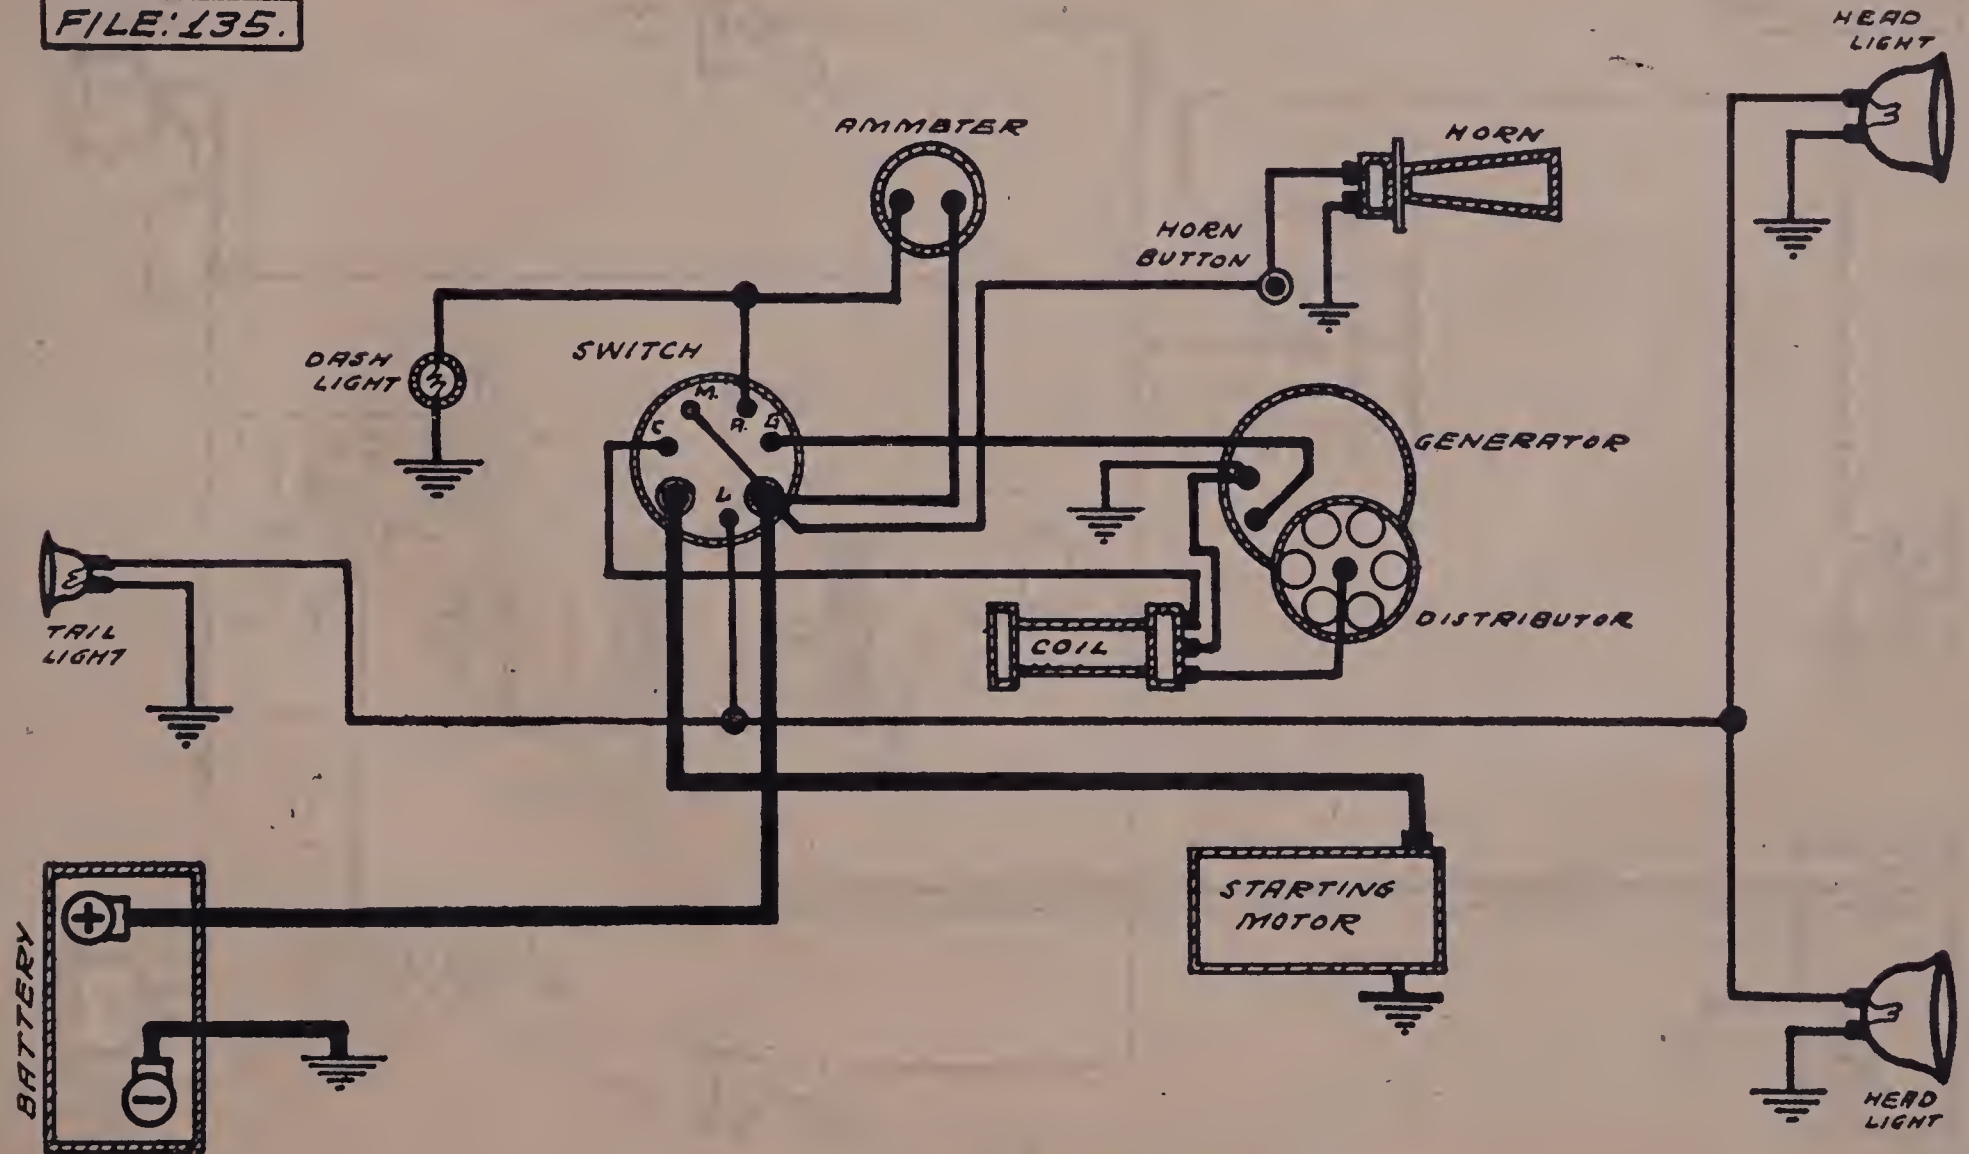 FILE: 135.
HEAD
LIGHT
AMMETER
HORN
HORN
BUTTON
SWITCH
DASH
LIGHT
M.
C
A.
G
L
GENERATOR
TAIL
LIGHT
COIL
DISTRIBUTOR
STARTING
MOTOR
BATTERY
+
−
HEAD
LIGHT